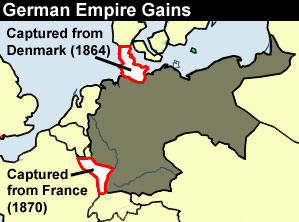 German Empire Gains
Captured from
Denmark (1864)
Captured
from France
(1870)